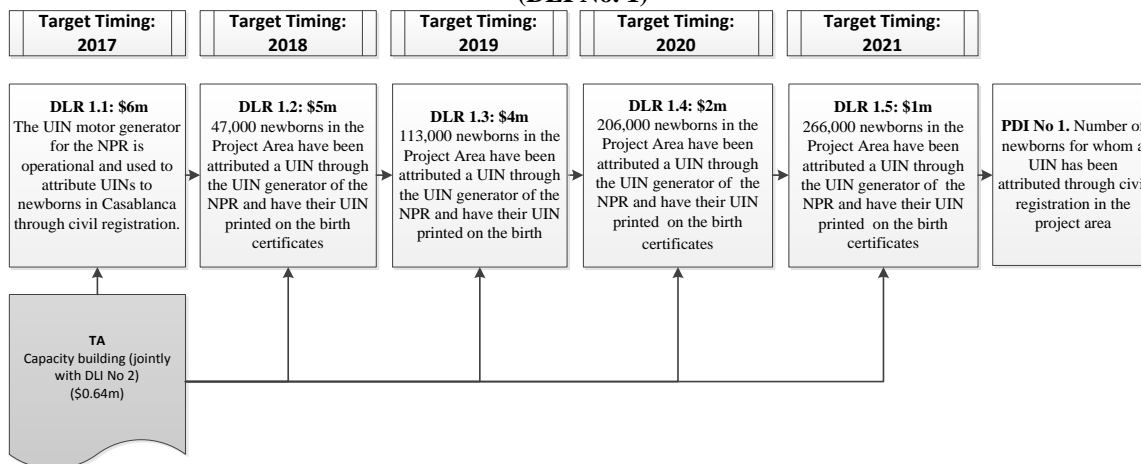 (DLI No. 1)
Target Timing:
2017
Target Timing:
2018
Target Timing:
2019
Target Timing:
2020
Target Timing:
2021
DLR 1.1: $6m
The UIN motor generator
for the NPR is
operational and used to
attribute UINs to
newborns in Casablanca
through civil registration.
DLR 1.2: $5m
47,000 newborns in the
Project Area have been
attributed a UIN through
the UIN generator of the
NPR and have their UIN
printed on the birth
certificates
DLR 1.3: $4m
113,000 newborns in the
Project Area have been
attributed a UIN through
the UIN generator of the
NPR and have their UIN
printed on the birth
DLR 1.4: $2m
206,000 newborns in the
Project Area have been
attributed a UIN through
the UIN generator of the
NPR and have their UIN
printed on the birth
certificates
DLR 1.5: $1m
266,000 newborns in the
Project Area have been
attributed a UIN through
the UIN generator of the
NPR and have their UIN
printed on the birth
certificates
PDI No 1. Number of
newborns for whom a
UIN has been
attributed through civil
registration in the
project area
TA
Capacity building (jointly
with DLI No 2)
($0.64m)